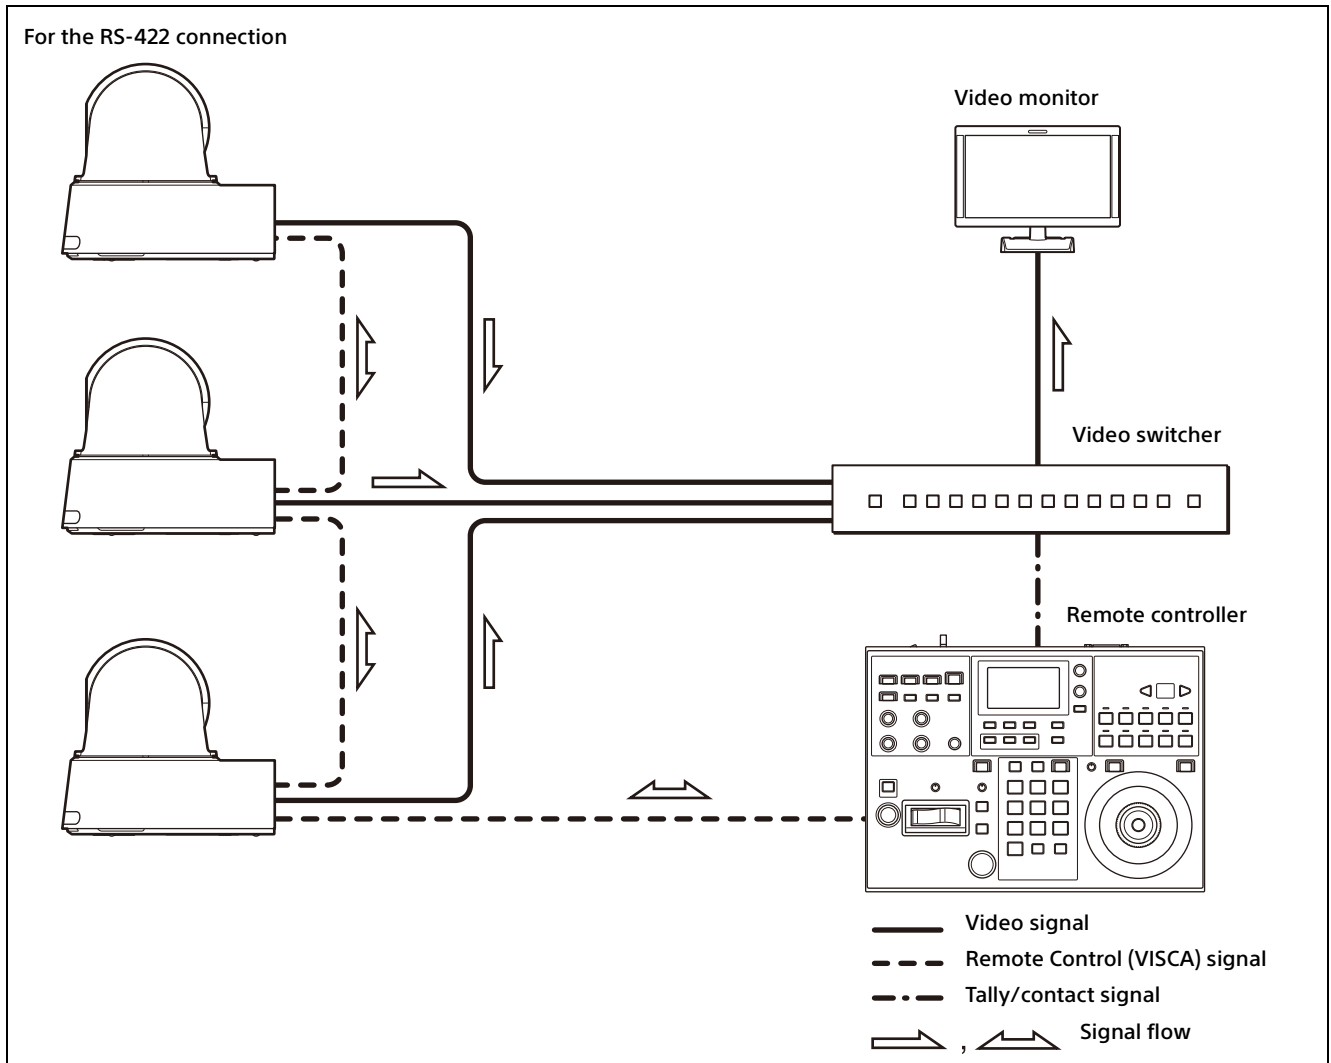 For the RS-422 connection
Video monitor
Video switcher
Remote controller
Video signal
Remote Control (VISCA) signal
Tally/contact signal
, Signal flow